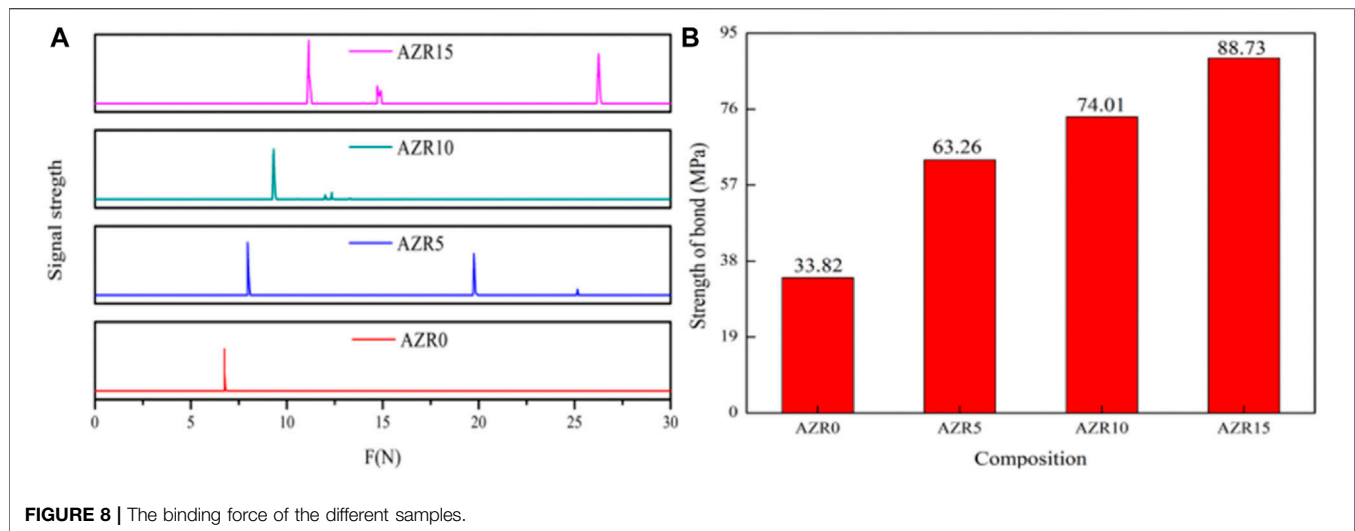 A
AZR15
AZR10
AZR5
AZR0
Signal stregth
0 5 10 15 20 25 30
F(N)
B
95
76
57
38
19
0
Strength of bond (MPa)
33.82
63.26
74.01
88.73
AZR0 AZR5 AZR10 AZR15
Composition
FIGURE 8 | The binding force of the different samples.